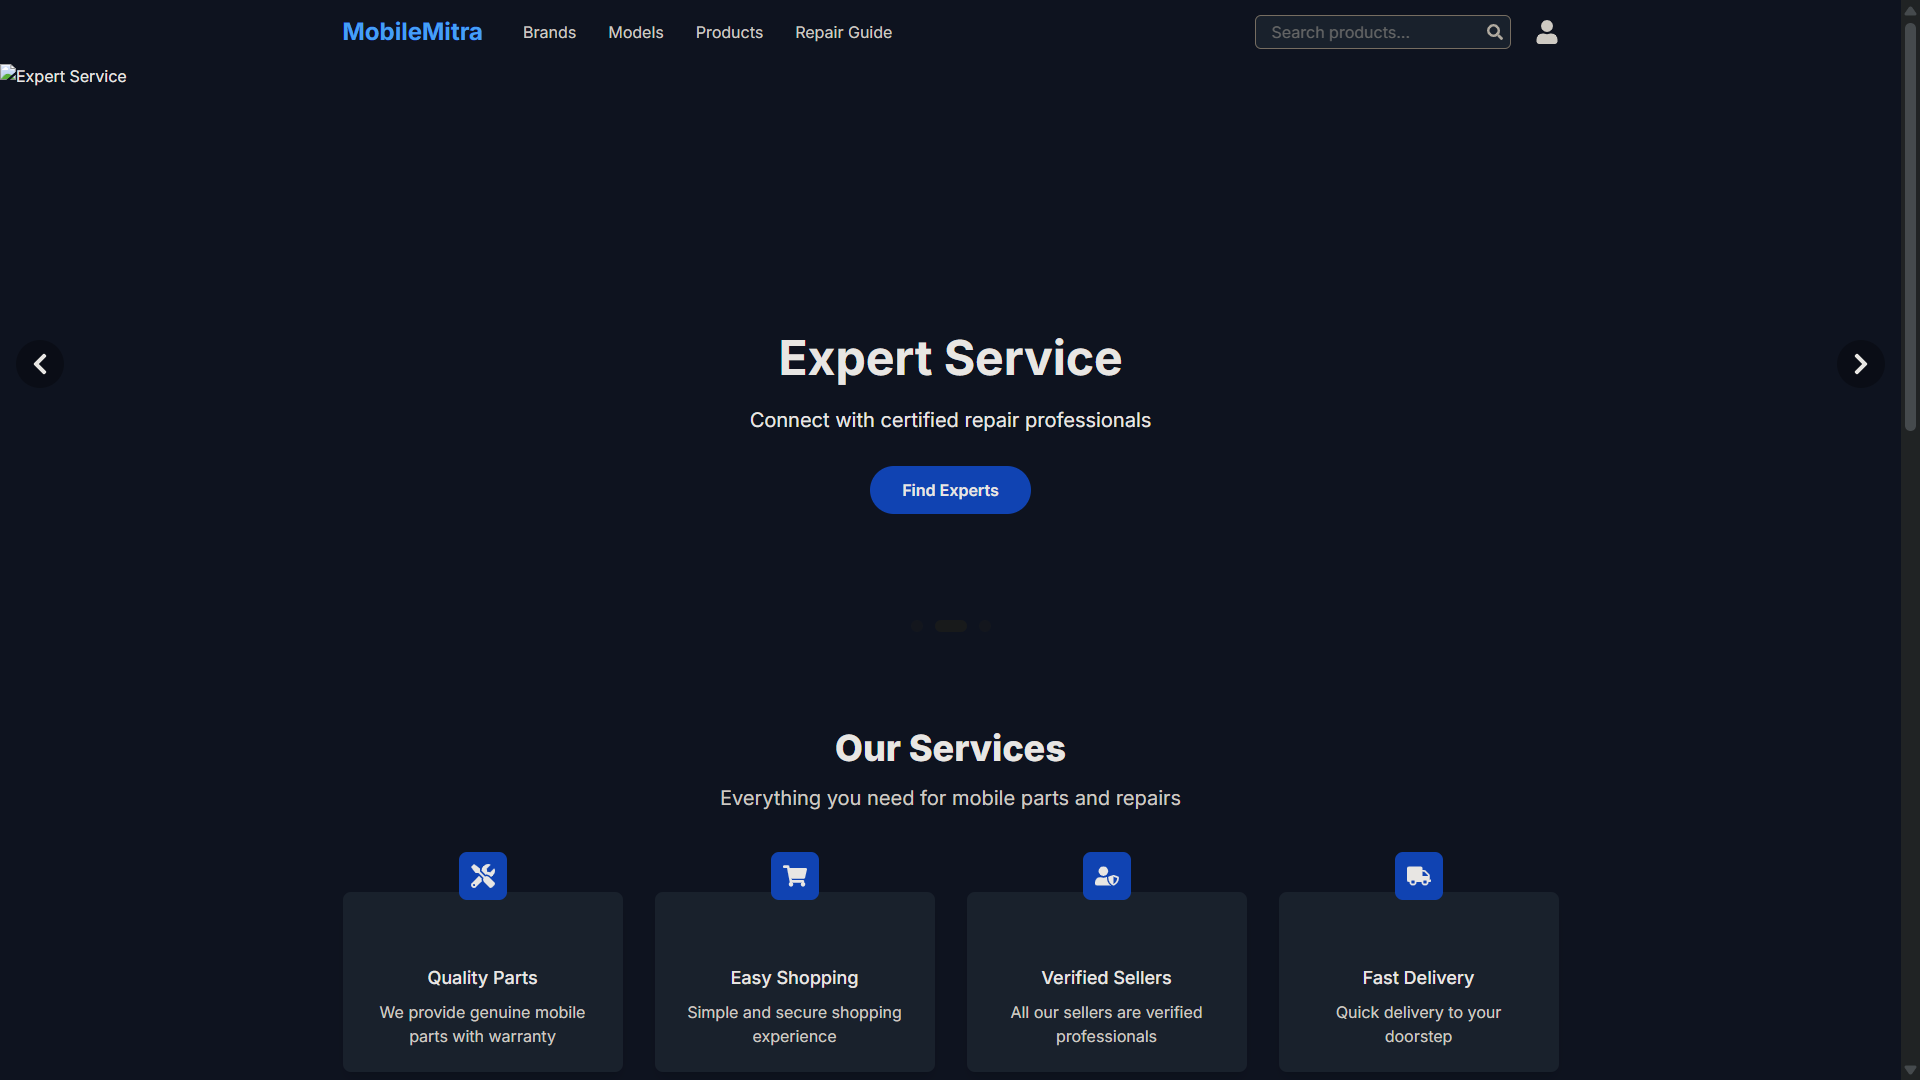 MobileMitra
Brands
Models
Products
Repair Guide
Search products...
Expert Service
Expert Service
Connect with certified repair professionals
Find Experts
Our Services
Everything you need for mobile parts and repairs
Quality Parts
We provide genuine mobile
parts with warranty
Easy Shopping
Simple and secure shopping
experience
Verified Sellers
All our sellers are verified
professionals
Fast Delivery
Quick delivery to your
doorstep